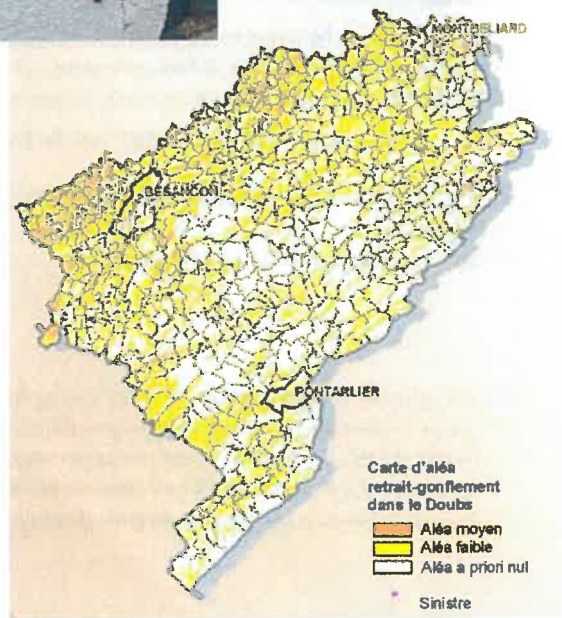 MONTBELIARD
BESANCON
PONTARLIER
Carte d'aléa
retrait-gonflement
dans le Doubs
Aléa moyen
Aléa faible
Aléa a priori nul
Sinistre